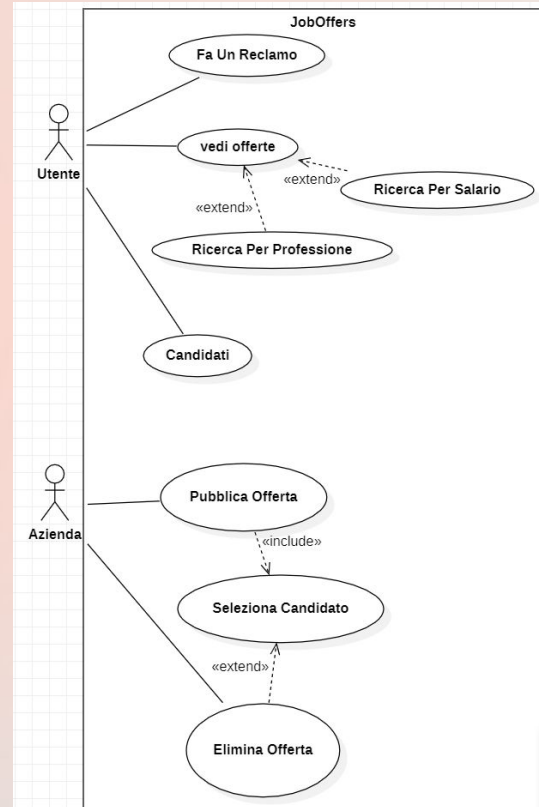 JobOffers
Fa Un Reclamo
vedi offerte
Utente
«extend»
Ricerca Per Salario
«extend»
Ricerca Per Professione
Candidati
Pubblica Offerta
Azienda
«include»
Seleziona Candidato
«extend»
Elimina Offerta